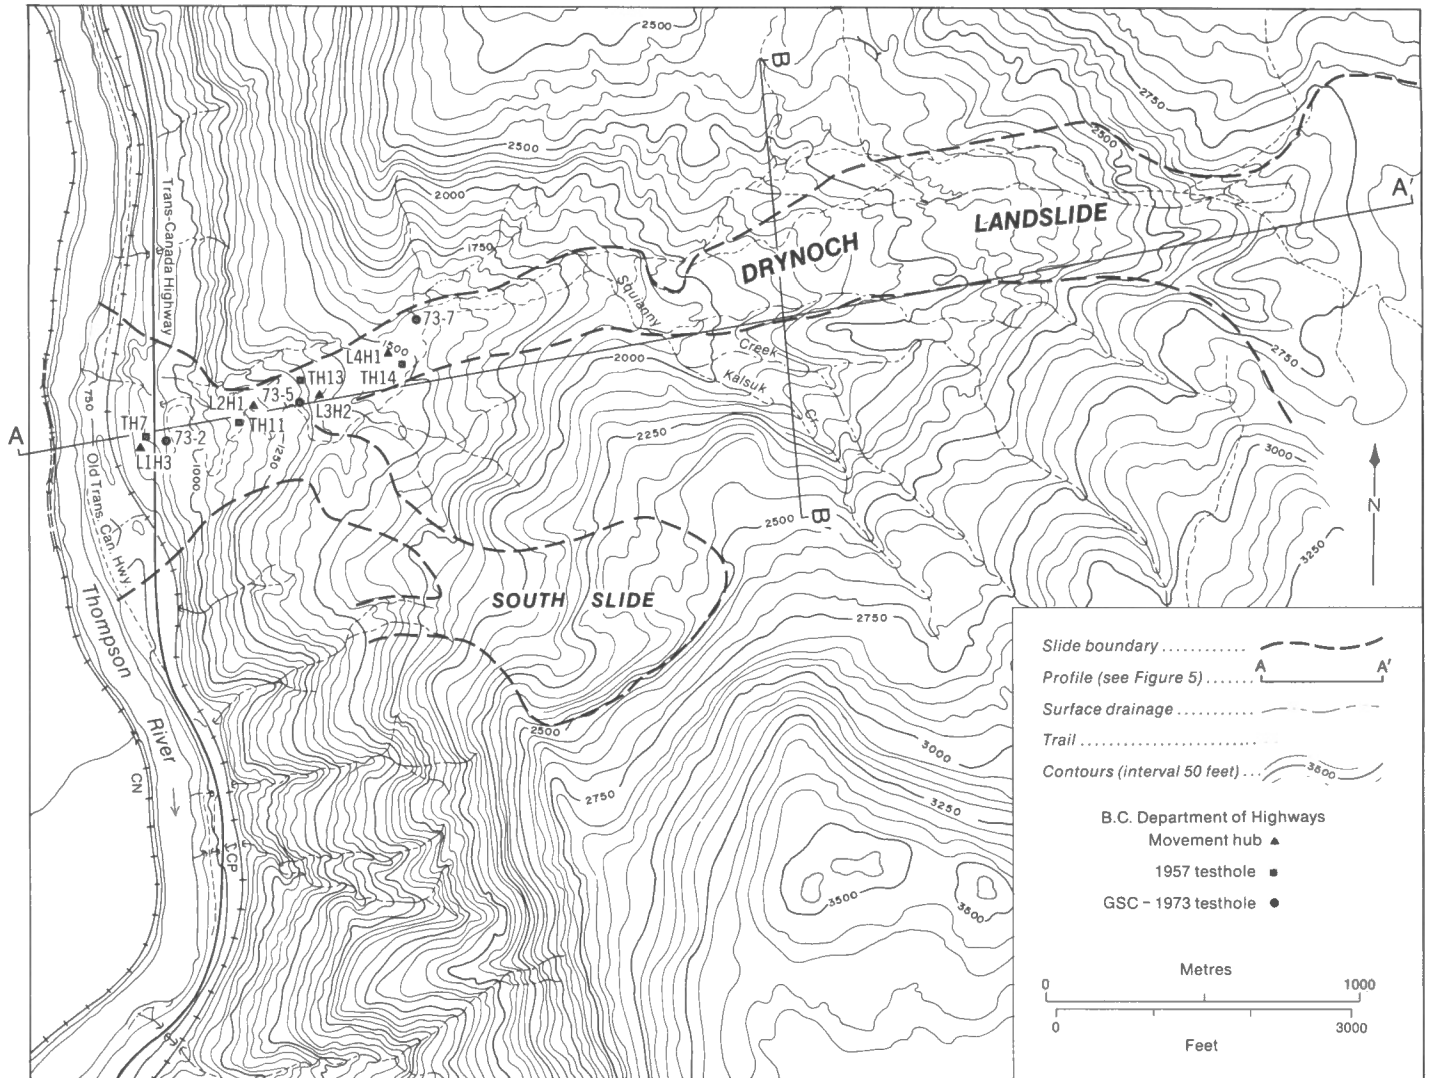 2500
B
2750
2500
2500
2000
A'
LANDSLIDE
Trans-Canada Highway
1750
DRYNOCH
Squianny
73-7
1500
L4H1
Creek
2000
2750
TH14
TH13
Kalsuk
73-5
L2H1
750
L3H2
Cr.
TH7
TH11
A
73-2
2250
L1H3
1250
3000
1000
Old Trans. Can. Hwy.
2500
B
N
3250
SOUTH SLIDE
Thompson
River
2750
2500
3000
CN
2750
3250
CP
3500
3500
Slide boundary
A A'
Profile (see Figure 5)
Surface drainage
Trail
Contours (interval 50 feet)
3500
B.C. Department of Highways
Movement hub
1957 testhole
GSC - 1973 testhole
Metres
0 1000
0 3000
Feet